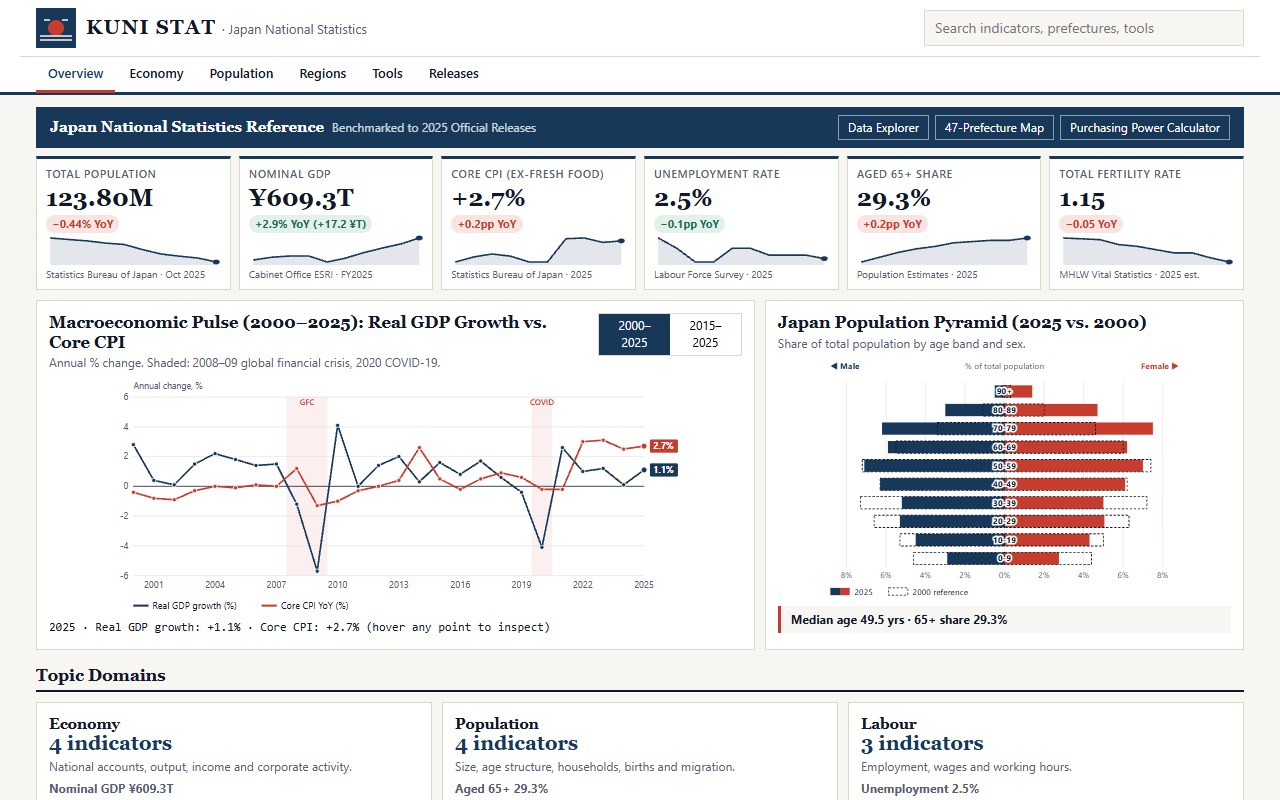 KUNI STAT · Japan National Statistics
Search indicators, prefectures, tools
Overview Economy Population Regions Tools Releases
Japan National Statistics Reference Benchmarked to 2025 Official Releases
Data Explorer 47-Prefecture Map Purchasing Power Calculator
TOTAL POPULATION
123.80M
−0.44% YoY
Statistics Bureau of Japan · Oct 2025
NOMINAL GDP
¥609.3T
+2.9% YoY (+17.2 ¥T)
Cabinet Office ESRI · FY2025
CORE CPI (EX-FRESH FOOD)
+2.7%
+0.2pp YoY
Statistics Bureau of Japan · 2025
UNEMPLOYMENT RATE
2.5%
−0.1pp YoY
Labour Force Survey · 2025
AGED 65+ SHARE
29.3%
+0.2pp YoY
Population Estimates · 2025
TOTAL FERTILITY RATE
1.15
−0.05 YoY
MHLW Vital Statistics · 2025 est.
Macroeconomic Pulse (2000–2025): Real GDP Growth vs.
Core CPI
2000–
2025
2015–
2025
Annual % change. Shaded: 2008–09 global financial crisis, 2020 COVID-19.
Annual change, %
GFC COVID
6
4
2
0
-2
-4
-6
2.7%
1.1%
2001 2004 2007 2010 2013 2016 2019 2022 2025
Real GDP growth (%) Core CPI YoY (%)
2025 · Real GDP growth: +1.1% · Core CPI: +2.7% (hover any point to inspect)
Japan Population Pyramid (2025 vs. 2000)
Share of total population by age band and sex.
◀ Male % of total population Female ▶
90+
80-89
70-79
60-69
50-59
40-49
30-39
20-29
10-19
0-9
8% 6% 4% 2% 0% 2% 4% 6% 8%
2025 2000 reference
Median age 49.5 yrs · 65+ share 29.3%
Topic Domains
Economy
4 indicators
National accounts, output, income and corporate activity.
Nominal GDP ¥609.3T
Population
4 indicators
Size, age structure, households, births and migration.
Aged 65+ 29.3%
Labour
3 indicators
Employment, wages and working hours.
Unemployment 2.5%